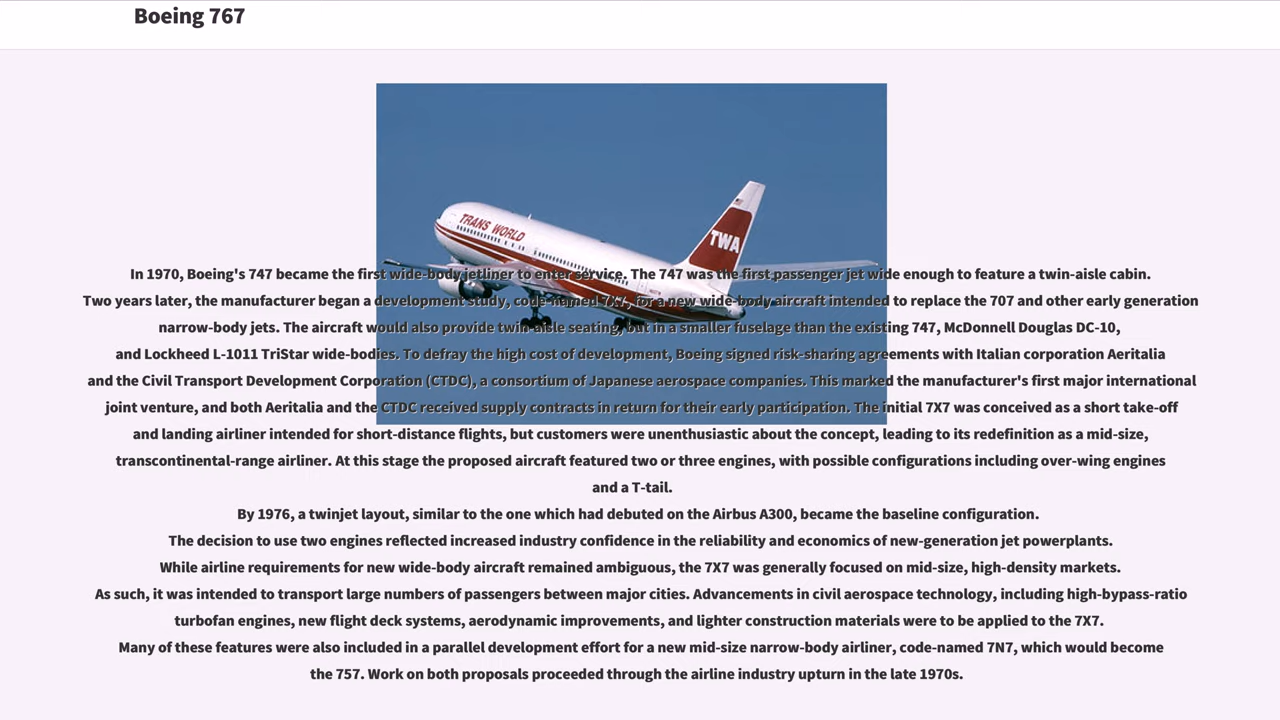 Boeing 767
TRANS WORLD
TWA
In 1970, Boeing's 747 became the first wide-body jetliner to enter service. The 747 was the first passenger jet wide enough to feature a twin-aisle cabin.
Two years later, the manufacturer began a development study, code-named 7X7, for a new wide-body aircraft intended to replace the 707 and other early generation
narrow-body jets. The aircraft would also provide twin-aisle seating, but in a smaller fuselage than the existing 747, McDonnell Douglas DC-10,
and Lockheed L-1011 TriStar wide-bodies. To defray the high cost of development, Boeing signed risk-sharing agreements with Italian corporation Aeritalia
and the Civil Transport Development Corporation (CTDC), a consortium of Japanese aerospace companies. This marked the manufacturer's first major international
joint venture, and both Aeritalia and the CTDC received supply contracts in return for their early participation. The initial 7X7 was conceived as a short take-off
and landing airliner intended for short-distance flights, but customers were unenthusiastic about the concept, leading to its redefinition as a mid-size,
transcontinental-range airliner. At this stage the proposed aircraft featured two or three engines, with possible configurations including over-wing engines
and a T-tail.
By 1976, a twinjet layout, similar to the one which had debuted on the Airbus A300, became the baseline configuration.
The decision to use two engines reflected increased industry confidence in the reliability and economics of new-generation jet powerplants.
While airline requirements for new wide-body aircraft remained ambiguous, the 7X7 was generally focused on mid-size, high-density markets.
As such, it was intended to transport large numbers of passengers between major cities. Advancements in civil aerospace technology, including high-bypass-ratio
turbofan engines, new flight deck systems, aerodynamic improvements, and lighter construction materials were to be applied to the 7X7.
Many of these features were also included in a parallel development effort for a new mid-size narrow-body airliner, code-named 7N7, which would become
the 757. Work on both proposals proceeded through the airline industry upturn in the late 1970s.